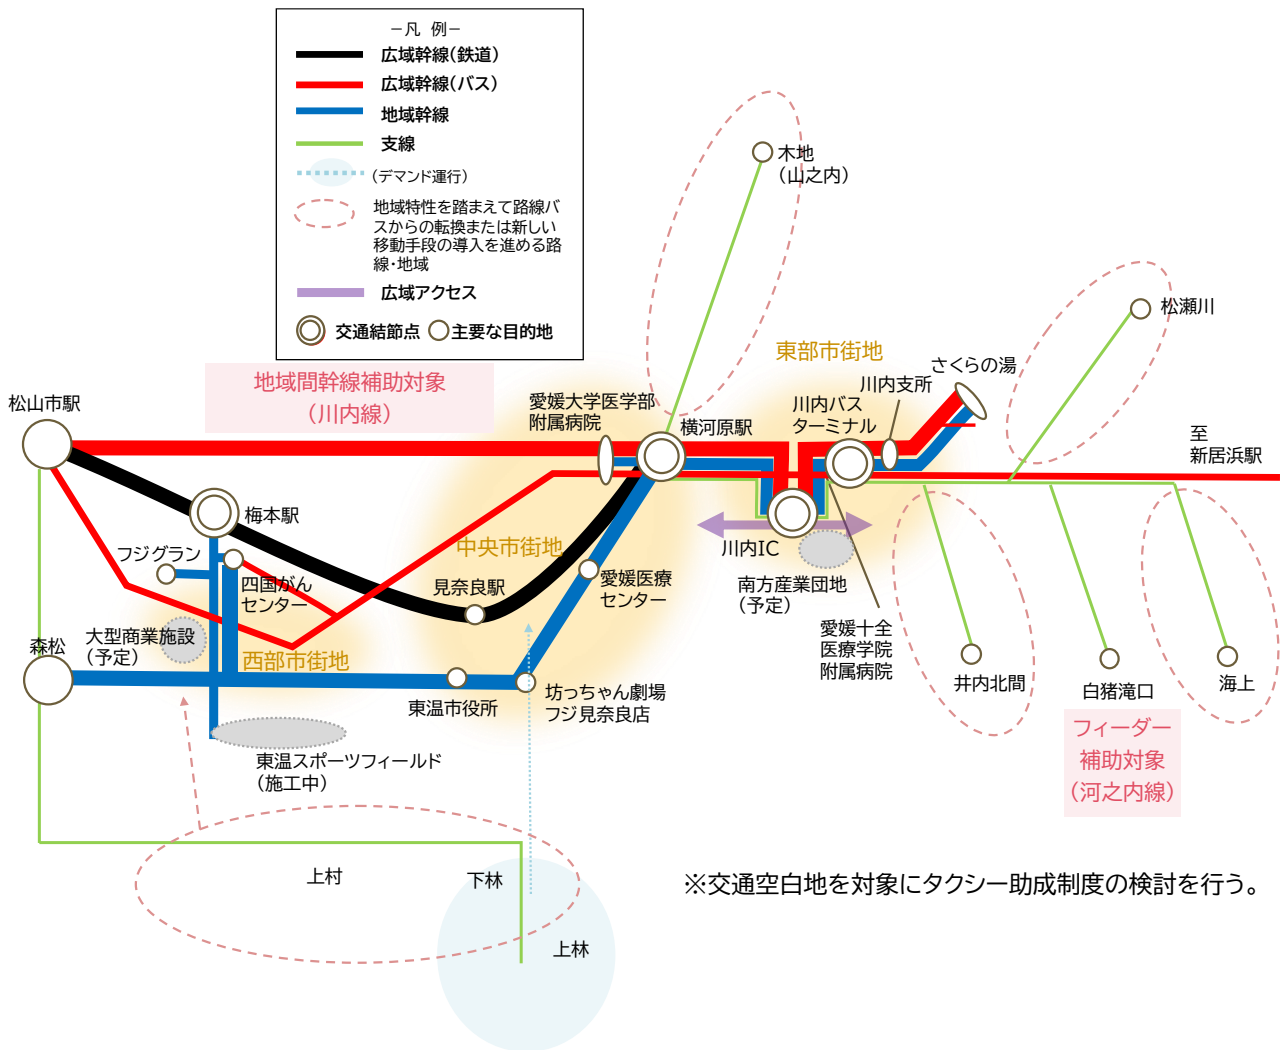 －凡 例－
広域幹線(鉄道)
広域幹線(バス)
地域幹線
支線
(デマンド運行)
地域特性を踏まえて路線バ
スからの転換または新しい
移動手段の導入を進める路
線・地域
広域アクセス
交通結節点
主要な目的地
木地
(山之内)
松瀬川
東部市街地
さくらの湯
川内支所
川内バス
ターミナル
地域間幹線補助対象
(川内線)
愛媛大学医学部
附属病院
横河原駅
松山市駅
至
新居浜駅
梅本駅
フジグラン
四国がん
センター
中央市街地
見奈良駅
愛媛医療
センター
川内IC
南方産業団地
(予定)
愛媛十全
医療学院
附属病院
大型商業施設
(予定)
森松
西部市街地
東温市役所
坊っちゃん劇場
フジ見奈良店
井内北間
白猪滝口
海上
フィーダー
補助対象
(河之内線)
東温スポーツフィールド
(施工中)
上村
下林
上林
※交通空白地を対象にタクシー助成制度の検討を行う。